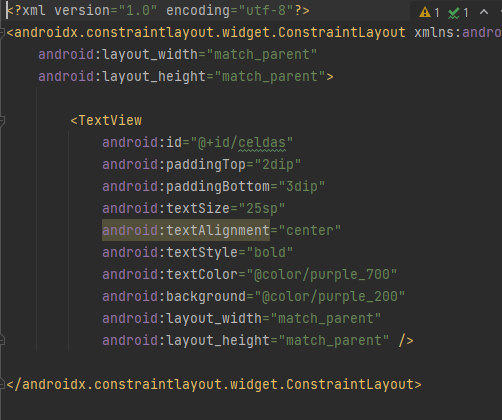 <?xml version="1.0" encoding="utf-8"?>
1 1
<androidx.constraintlayout.widget.ConstraintLayout xmlns:andro
android:layout_width="match_parent"
android:layout_height="match_parent">
<TextView
android:id="@+id/celdas"
android:paddingTop="2dip"
android:paddingBottom="3dip"
android:textSize="25sp"
android:textAlignment="center"
android:textStyle="bold"
android:textColor="@color/purple_700"
android:background="@color/purple_200"
android:layout_width="match_parent"
android:layout_height="match_parent" />
</androidx.constraintlayout.widget.ConstraintLayout>